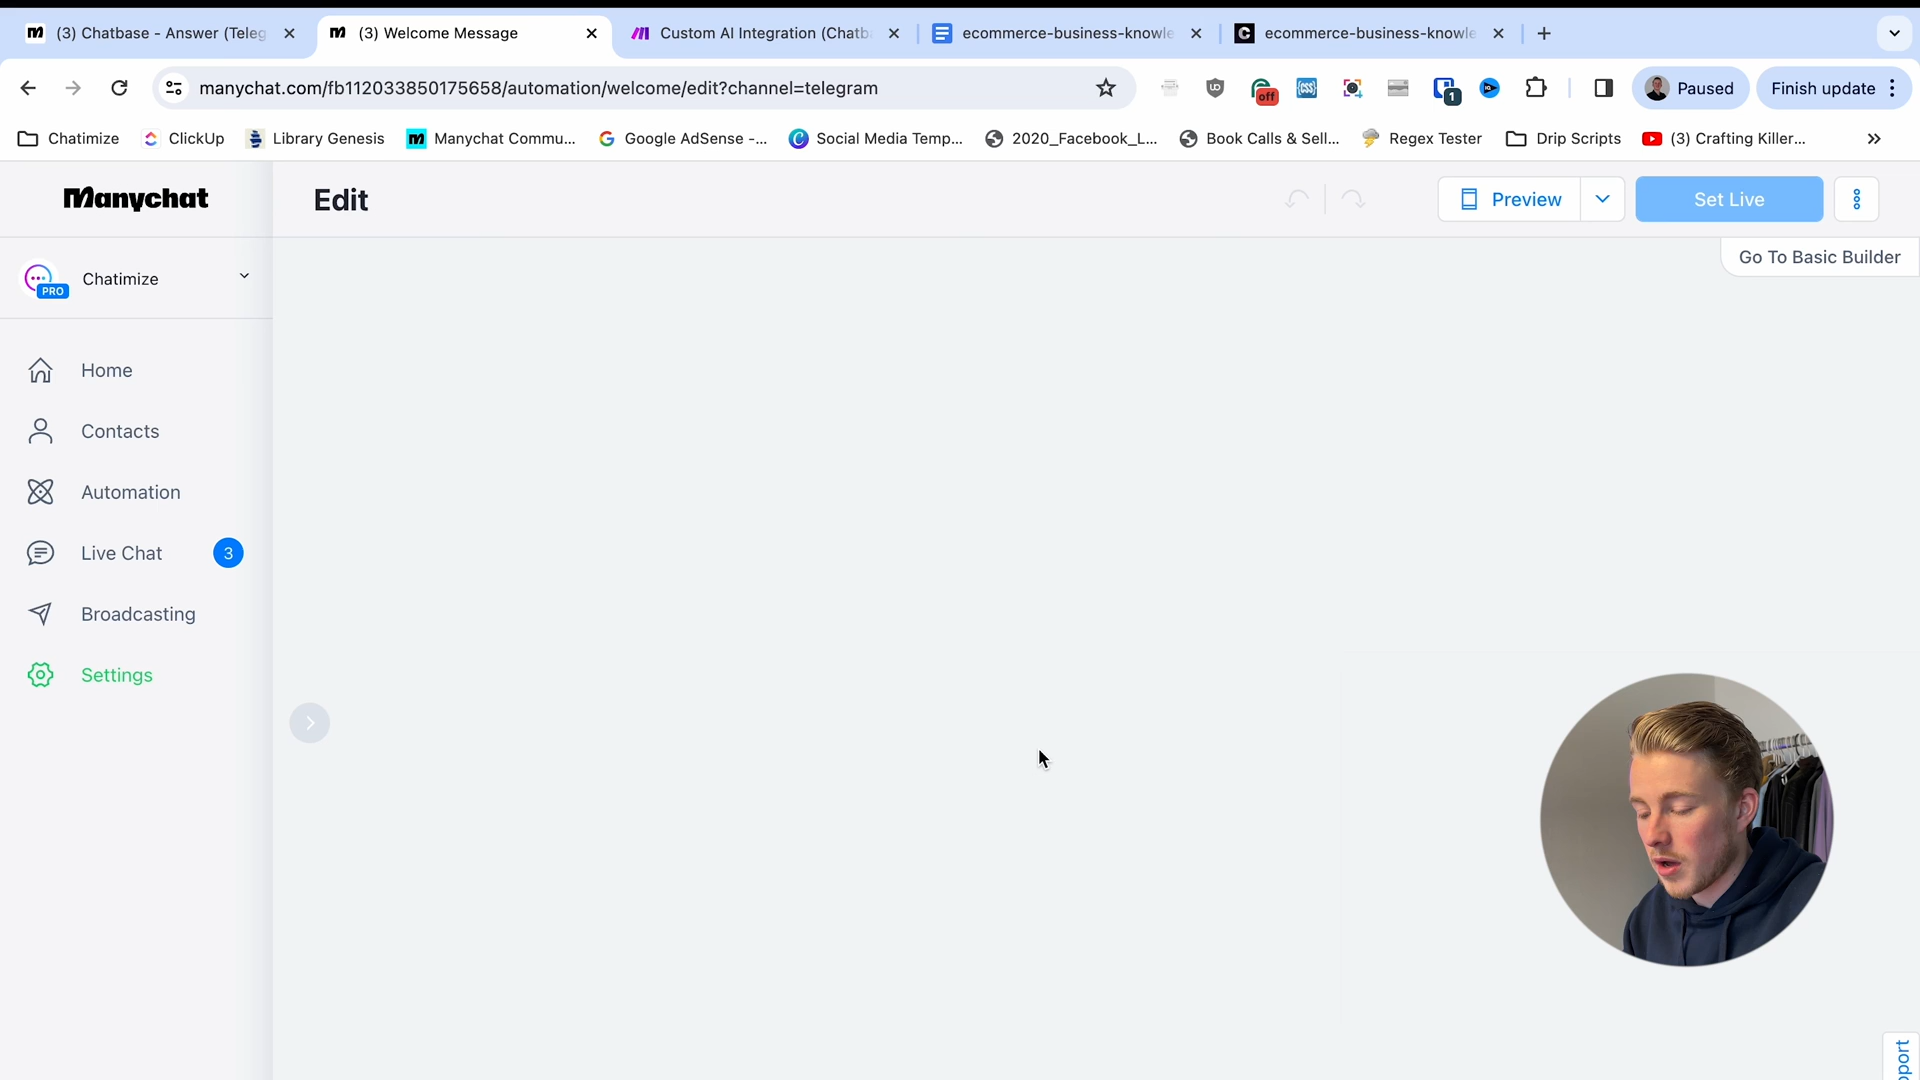 (3) Chatbase - Answer (Teleg
(3) Welcome Message
Custom AI Integration (Chatb
ecommerce-business-knowle
ecommerce-business-knowle
manychat.com/fb112033850175658/automation/welcome/edit?channel=telegram
off
1
Paused
Finish update
Chatimize
ClickUp
Library Genesis
Manychat Commu...
Google AdSense -...
Social Media Temp...
2020_Facebook_L...
Book Calls & Sell...
Regex Tester
Drip Scripts
(3) Crafting Killer...
Manychat
Edit
Preview
Set Live
Go To Basic Builder
Chatimize
PRO
Home
Contacts
Automation
Live Chat
3
Broadcasting
Settings
pport